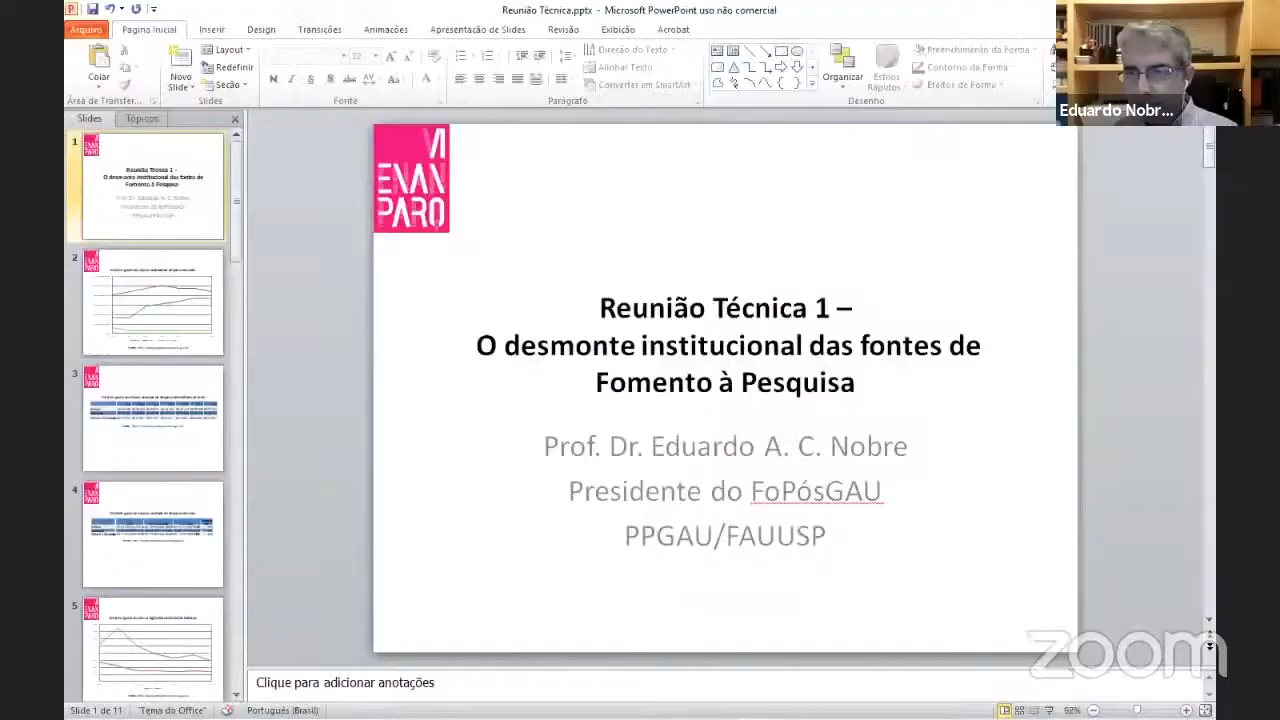 Reunião Técnica.pptx - Microsoft PowerPoint uso não comercial
Arquivo Página Inicial Inserir Design Transições Animações Apresentação de Slides Revisão Exibição Acrobat
Colar
Novo Slide
Layout
Redefinir
Seção
Direção do Texto
Alinhar Texto
Converter em SmartArt
Organizar
Estilos Rápidos
Preenchimento da Forma
Contorno da Forma
Efeitos de Forma
Área de Transfer... Slides Fonte Parágrafo Desenho
Eduardo Nobr...
Slides Tópicos
1
2
3
4
5
VI
ENAN
PARQ
Reunião Técnica 1 –
O desmonte institucional das fontes de
Fomento à Pesquisa
Prof. Dr. Eduardo A. C. Nobre
Presidente do FoPósGAU
PPGAU/FAUUSP
zoom
Clique para adicionar anotações
Slide 1 de 11 "Tema do Office" Português (Brasil) 92%